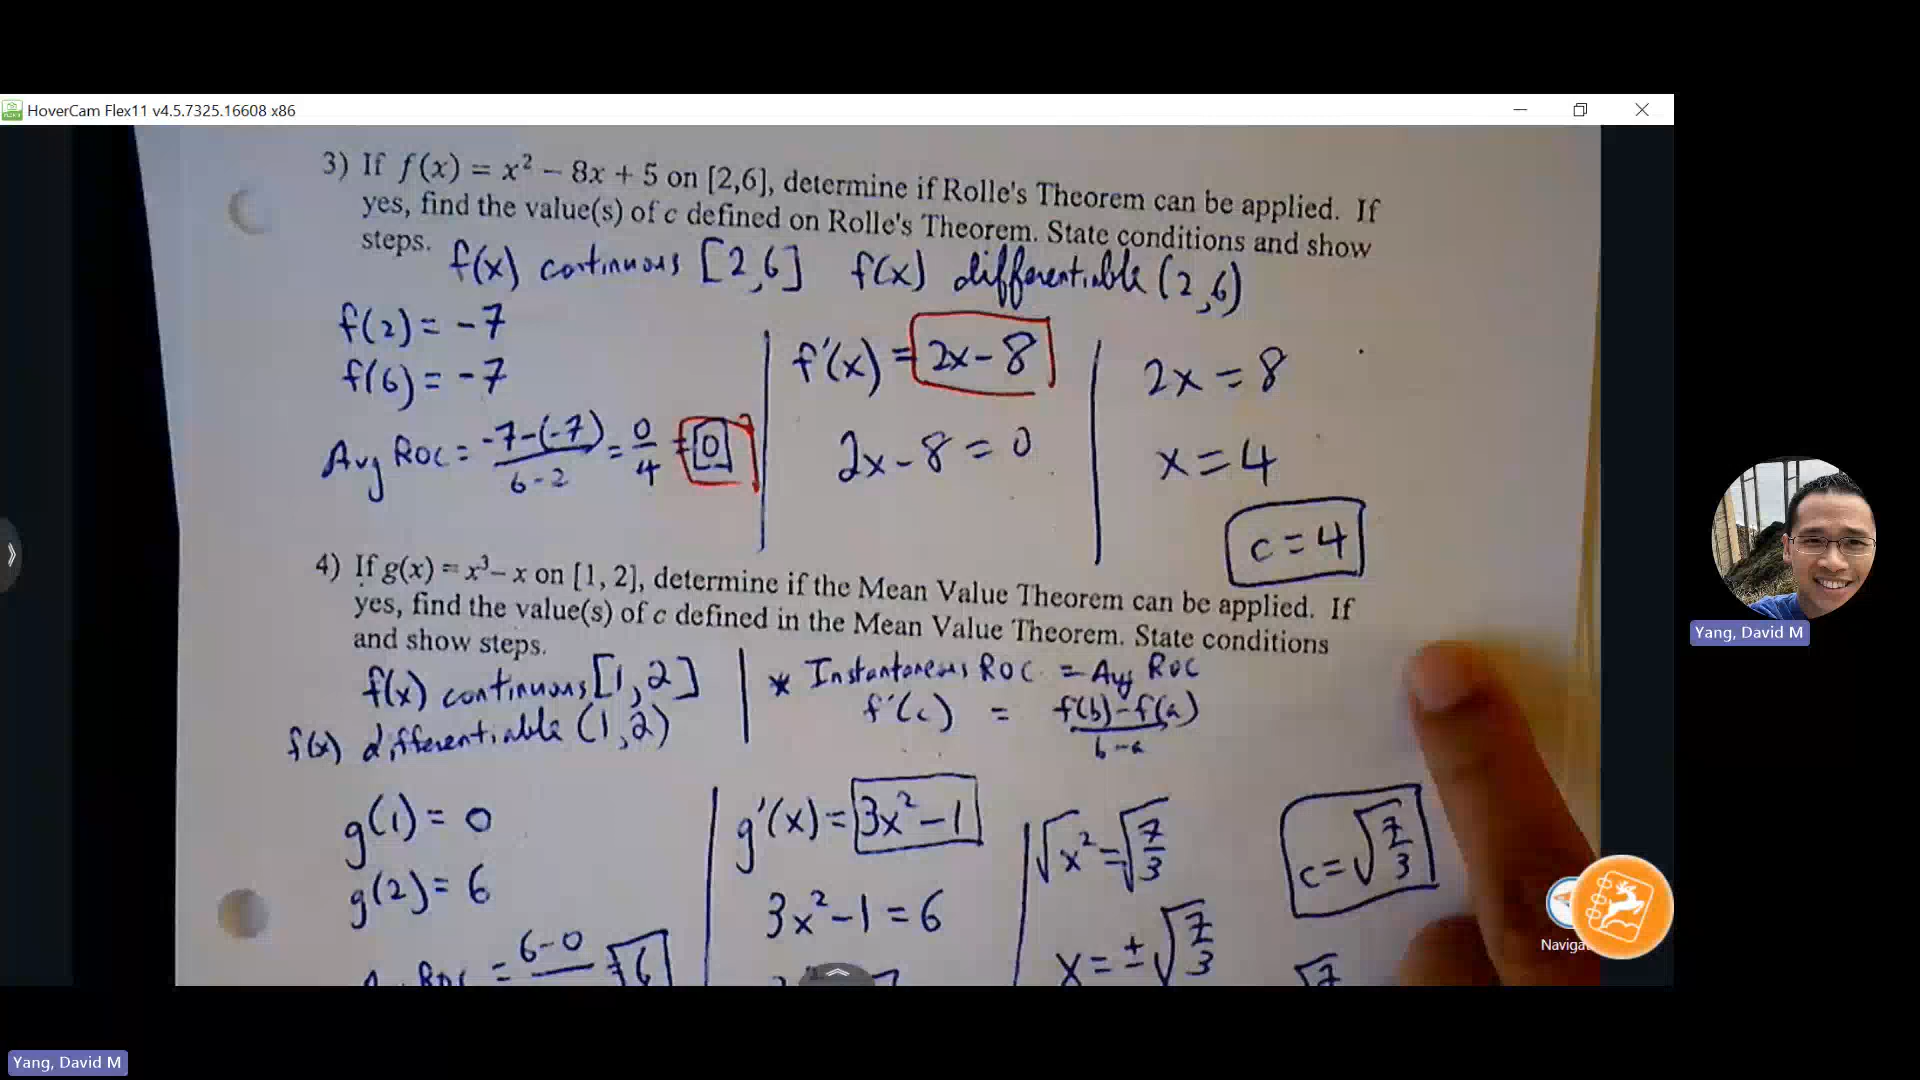 HoverCam Flex11 v4.5.7325.16608 x86
3) If f(x) = x² − 8x + 5 on [2,6], determine if Rolle's Theorem can be applied. If
yes, find the value(s) of c defined on Rolle's Theorem. State conditions and show
steps.
f(x) continuous [2,6] f(x) differentiable (2,6)
f(2) = -7
f(6) = -7
Avg ROC = -7-(-7)/6-2 = 0/4 = 0
f'(x) = 2x-8
2x-8 = 0
2x = 8
x = 4
c = 4
4) If g(x) = x³ – x on [1, 2], determine if the Mean Value Theorem can be applied. If
yes, find the value(s) of c defined in the Mean Value Theorem. State conditions
and show steps.
f(x) continuous [1,2]
f(x) differentiable (1,2)
* Instantaneous ROC = Avg ROC
f'(c) = f(b)-f(a)/b-a
g(1) = 0
g(2) = 6
6-0
= 6
g'(x) = 3x²-1
3x²-1 = 6
√x² = √7/3
x = ±√7/3
c = √7/3
Yang, David M
Yang, David M